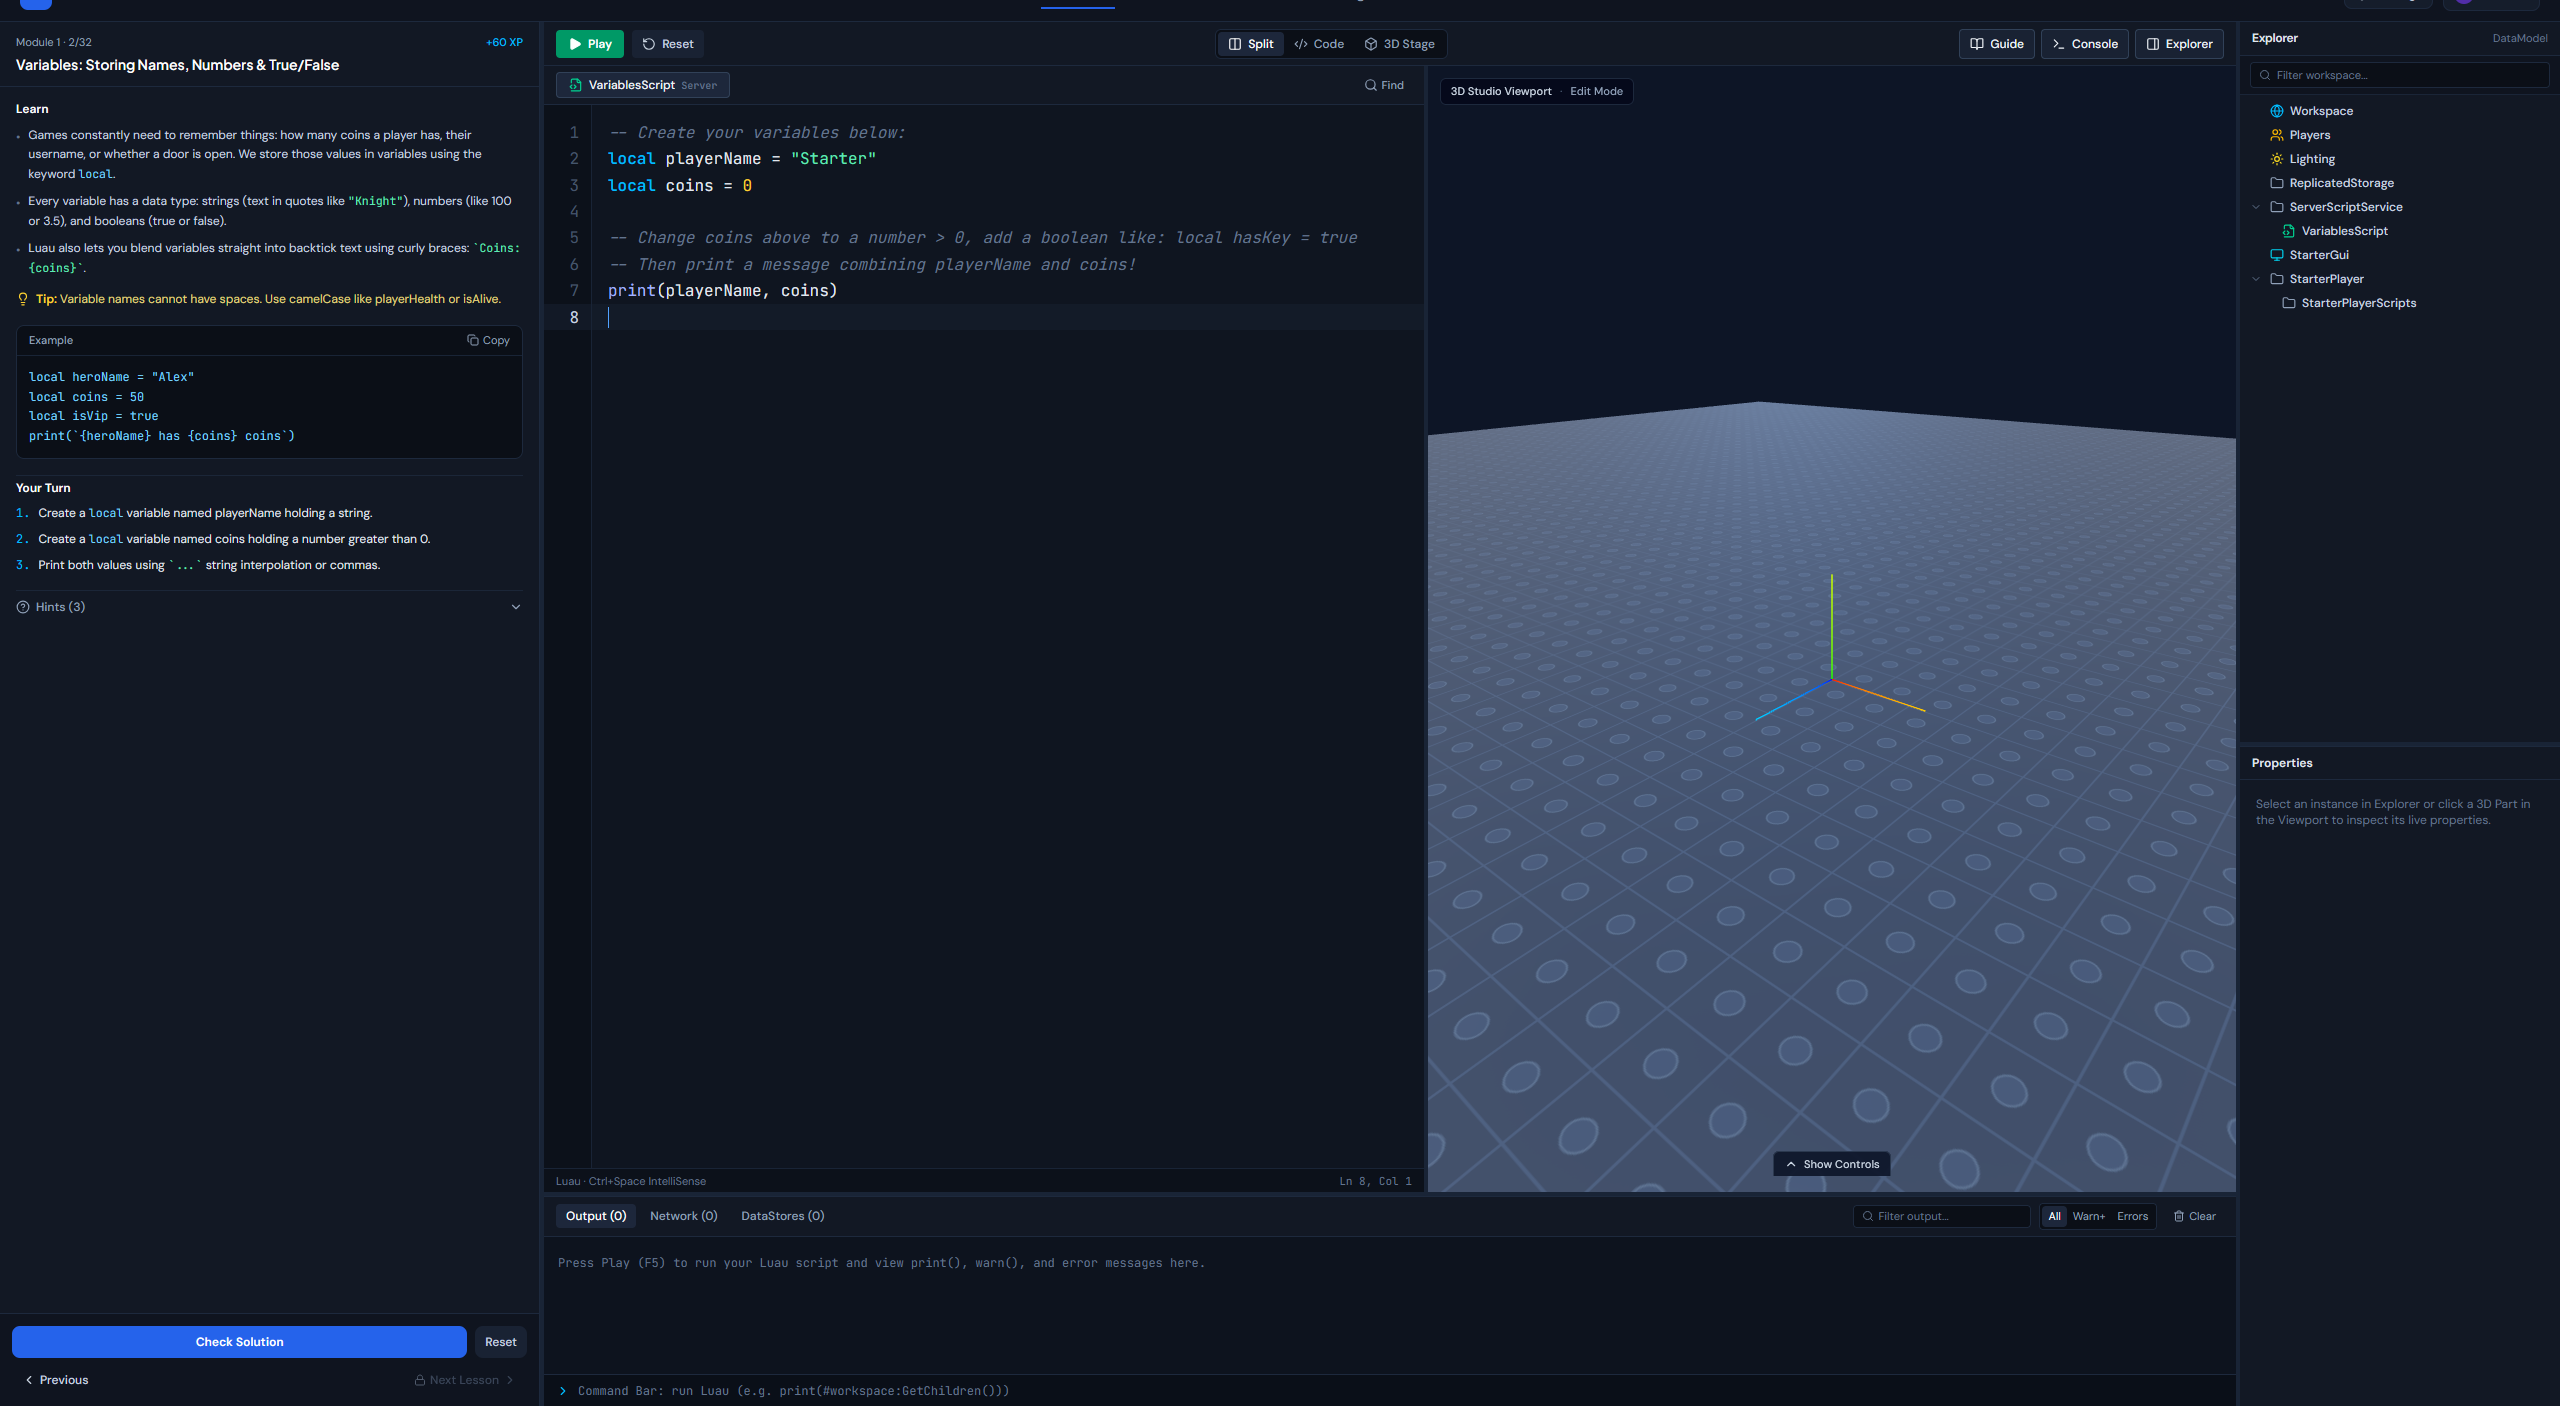 Module 1 · 2/32
+60 XP
Variables: Storing Names, Numbers & True/False
Learn
Games constantly need to remember things: how many coins a player has, their
username, or whether a door is open. We store those values in variables using the
keyword local.
Every variable has a data type: strings (text in quotes like "Knight"), numbers (like 100
or 3.5), and booleans (true or false).
Luau also lets you blend variables straight into backtick text using curly braces: `Coins:
{coins}`.
Tip: Variable names cannot have spaces. Use camelCase like playerHealth or isAlive.
Example
Copy
local heroName = "Alex"
local coins = 50
local isVip = true
print(`{heroName} has {coins} coins`)
Your Turn
1. Create a local variable named playerName holding a string.
2. Create a local variable named coins holding a number greater than 0.
3. Print both values using `...` string interpolation or commas.
Hints (3)
Check Solution
Reset
Previous
Next Lesson
Play
Reset
Split
Code
3D Stage
Guide
Console
Explorer
VariablesScript Server
Find
1 -- Create your variables below:
2 local playerName = "Starter"
3 local coins = 0
4
5 -- Change coins above to a number > 0, add a boolean like: local hasKey = true
6 -- Then print a message combining playerName and coins!
7 print(playerName, coins)
8
Luau · Ctrl+Space IntelliSense
Ln 8, Col 1
3D Studio Viewport · Edit Mode
Show Controls
Output (0)
Network (0)
DataStores (0)
Filter output...
All
Warn+
Errors
Clear
Press Play (F5) to run your Luau script and view print(), warn(), and error messages here.
Command Bar: run Luau (e.g. print(#workspace:GetChildren()))
Explorer
DataModel
Filter workspace...
Workspace
Players
Lighting
ReplicatedStorage
ServerScriptService
VariablesScript
StarterGui
StarterPlayer
StarterPlayerScripts
Properties
Select an instance in Explorer or click a 3D Part in
the Viewport to inspect its live properties.